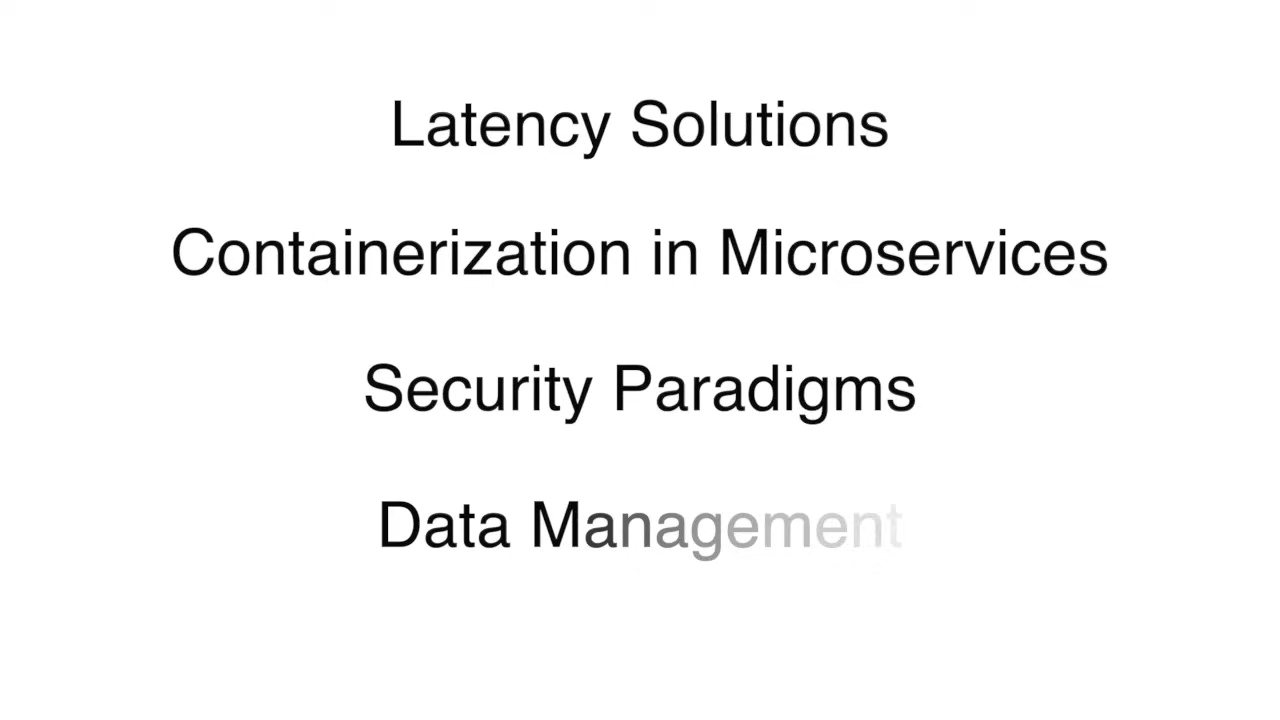 Latency Solutions
Containerization in Microservices
Security Paradigms
Data Management